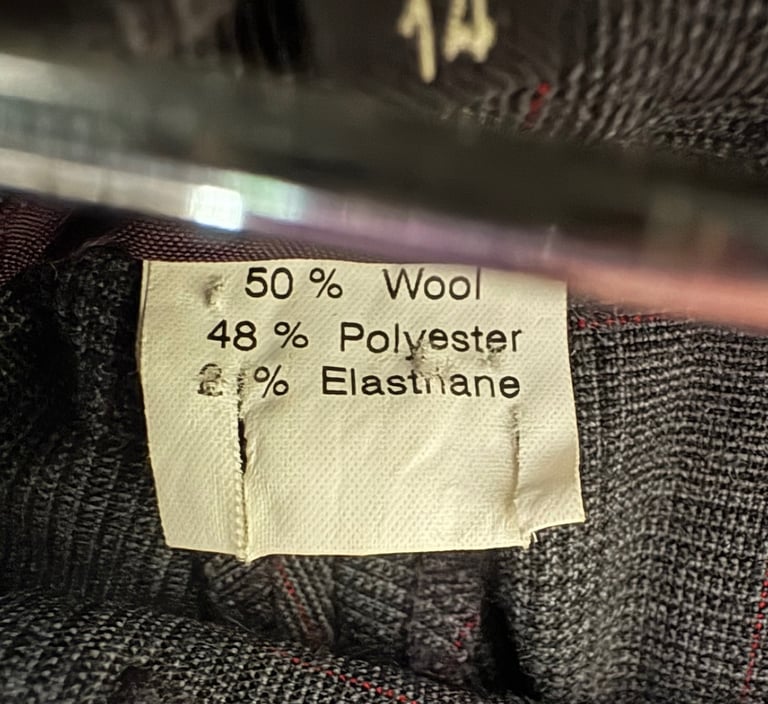 14
50 % Wool
48 % Polyester
2 % Elasthane